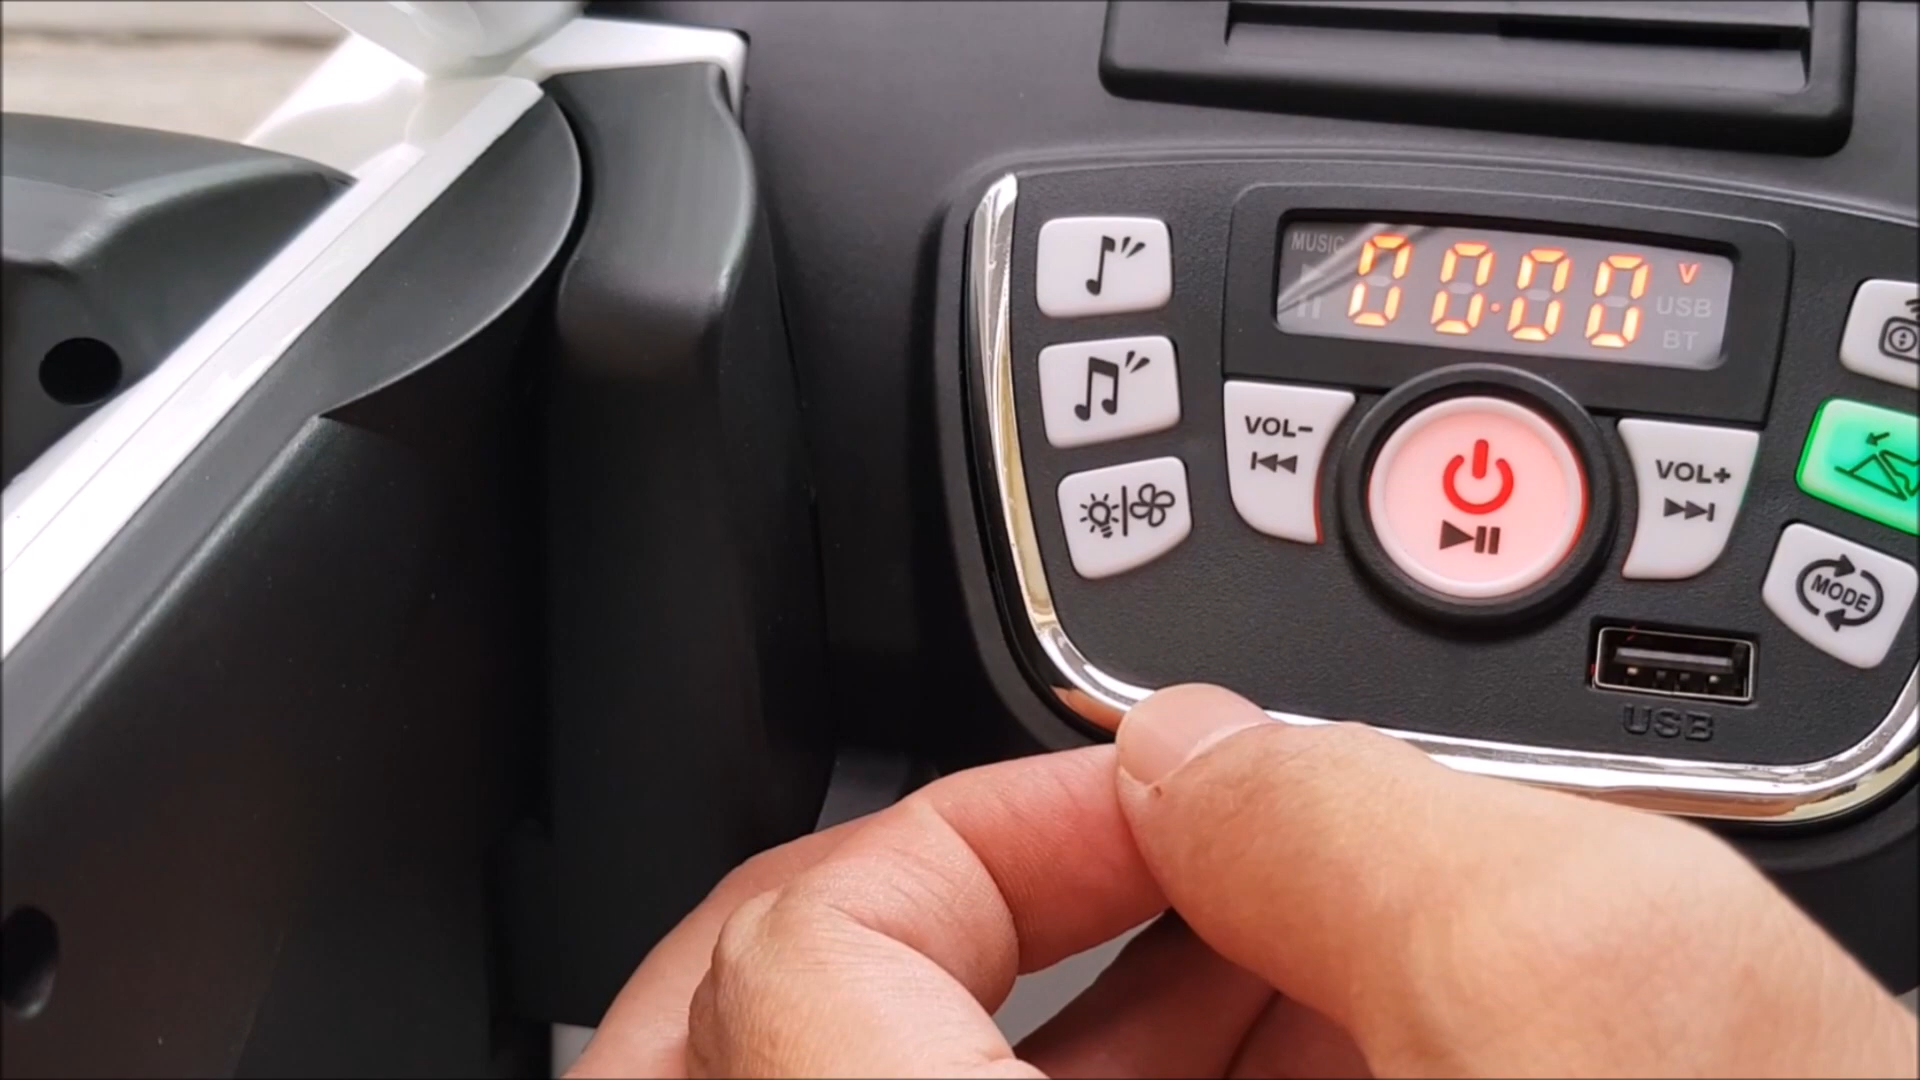 MUSIC
00:00 V
USB
BT
VOL-
VOL+
MODE
USB